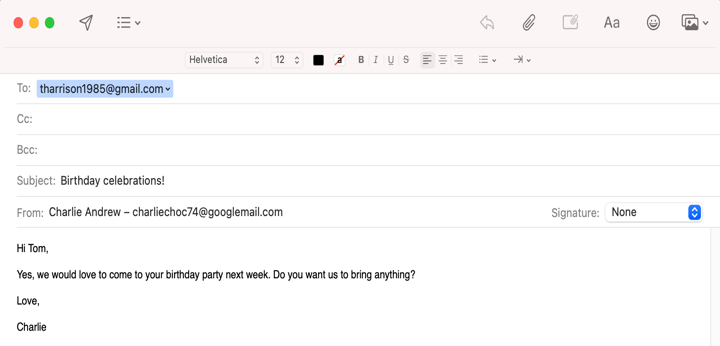 Helvetica 12 a B I U S
Aa
To: tharrison1985@gmail.com
Cc:
Bcc:
Subject: Birthday celebrations!
From: Charlie Andrew – charliechoc74@googlemail.com Signature: None
Hi Tom,
Yes, we would love to come to your birthday party next week. Do you want us to bring anything?
Love,
Charlie